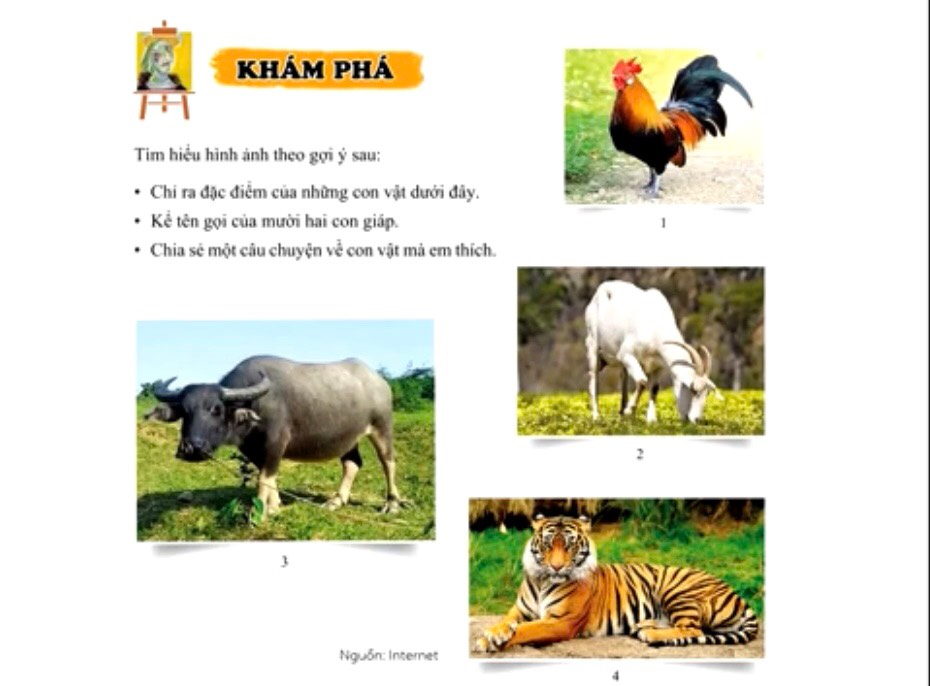 KHÁM PHÁ
Tìm hiểu hình ảnh theo gợi ý sau:
• Chỉ ra đặc điểm của những con vật dưới đây.
• Kể tên gọi của mười hai con giáp.
• Chia sẻ một câu chuyện về con vật mà em thích.
1
2
3
4
Nguồn: Internet